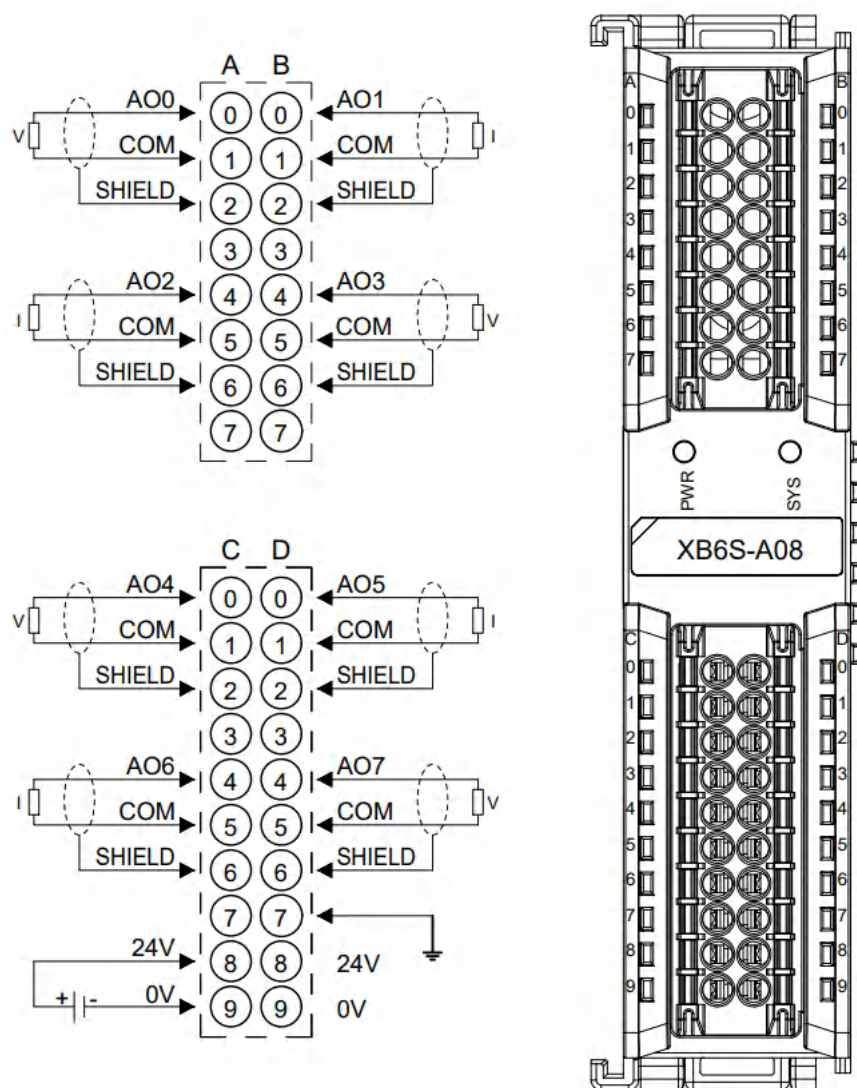 A B
AO0 0 0 AO1
V I
COM 1 1 COM
SHIELD 2 2 SHIELD
3 3
AO2 4 4 AO3
I V
COM 5 5 COM
SHIELD 6 6 SHIELD
7 7
C D
AO4 0 0 AO5
V I
COM 1 1 COM
SHIELD 2 2 SHIELD
3 3
AO6 4 4 AO7
I V
COM 5 5 COM
SHIELD 6 6 SHIELD
7 7
24V 8 8 24V
+ - 0V 9 9 0V
A B
0 0
1 1
2 2
3 3
4 4
5 5
6 6
7 7
PWR SYS
XB6S-A08
C D
0 0
1 1
2 2
3 3
4 4
5 5
6 6
7 7
8 8
9 9